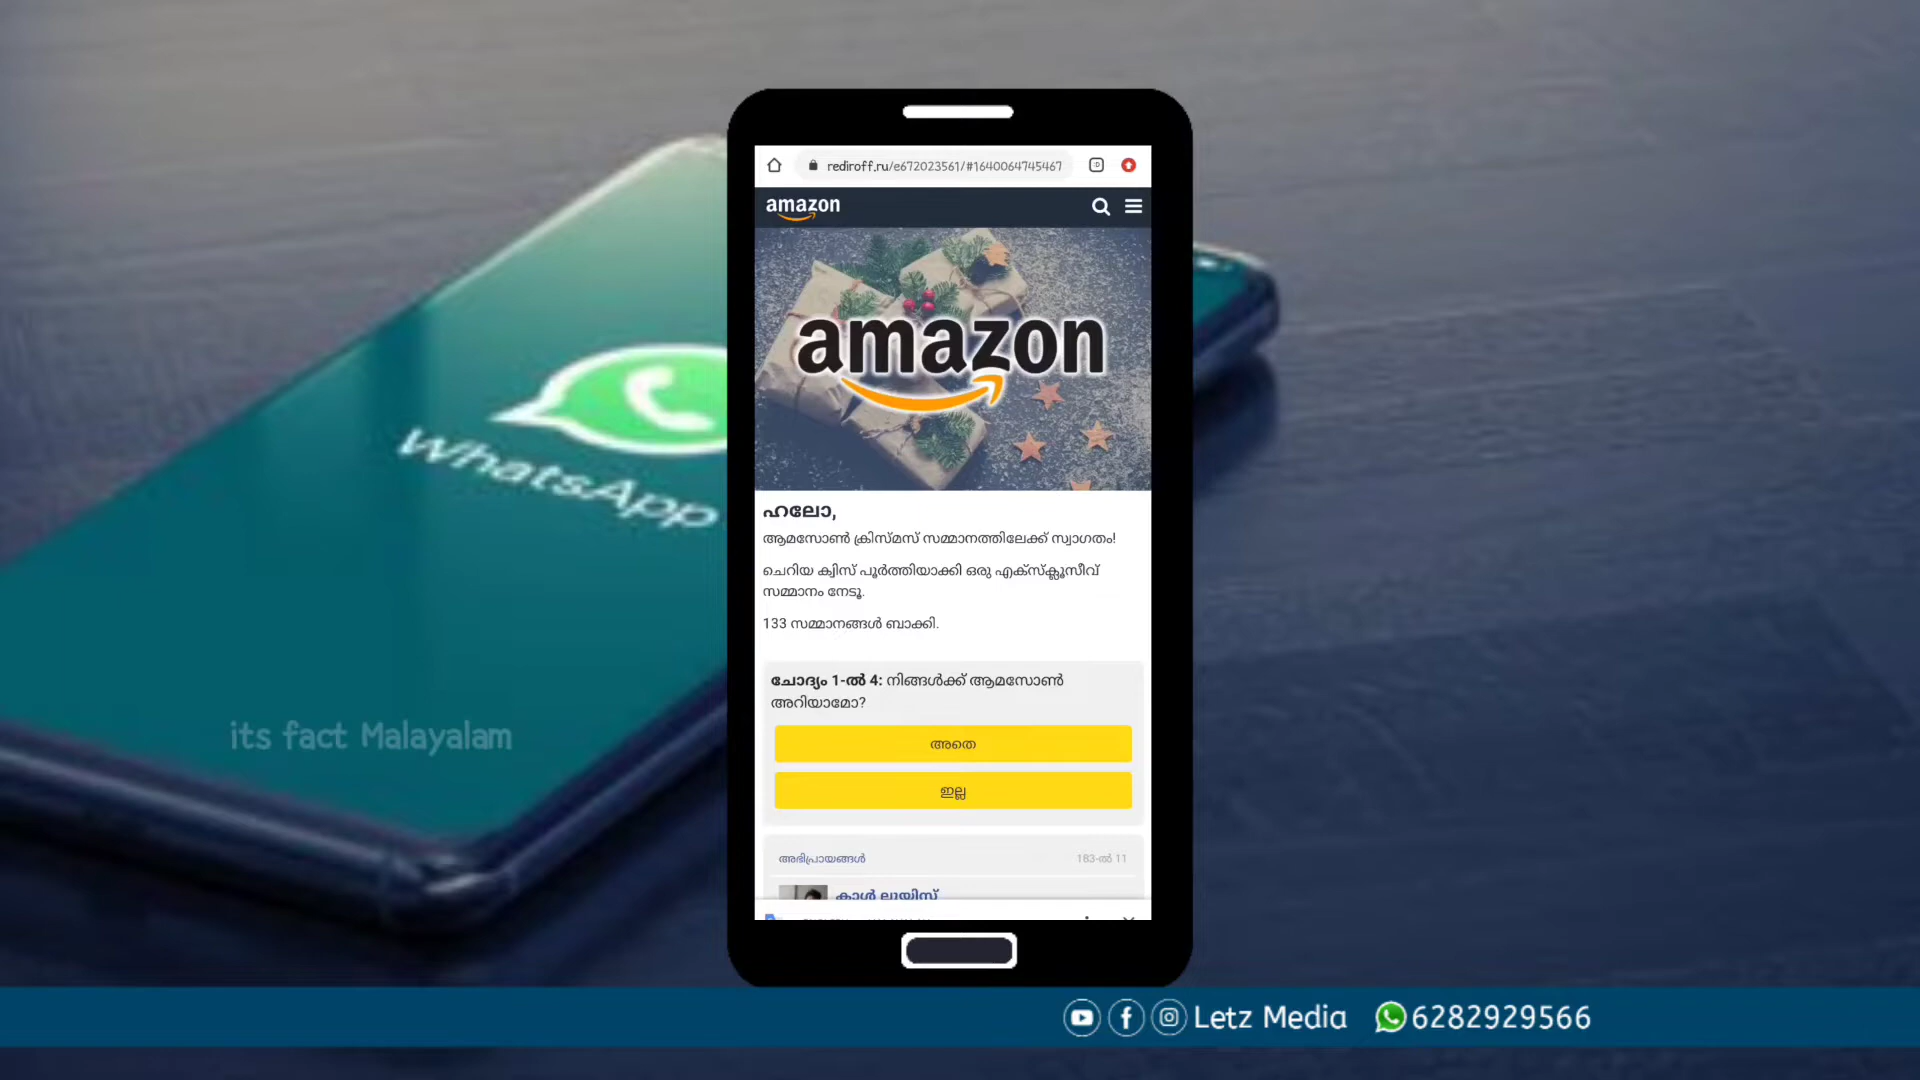 rediroff.ru/e672023561/#1640064745467
:D
amazon
amazon
WhatsApp
ഹലോ,
ആമസോൺ ക്രിസ്മസ് സമ്മാനത്തിലേക്ക് സ്വാഗതം!
ചെറിയ ക്വിസ് പൂർത്തിയാക്കി ഒരു എക്സ്ക്ലൂസീവ്
സമ്മാനം നേടൂ.
133 സമ്മാനങ്ങൾ ബാക്കി.
ചോദ്യം 1-ൽ 4: നിങ്ങൾക്ക് ആമസോൺ
അറിയാമോ?
അതെ
ഇല്ല
its fact Malayalam
അഭിപ്രായങ്ങൾ 183-ൽ 11
കാൾ ലൂയിസ്
Letz Media 6282929566